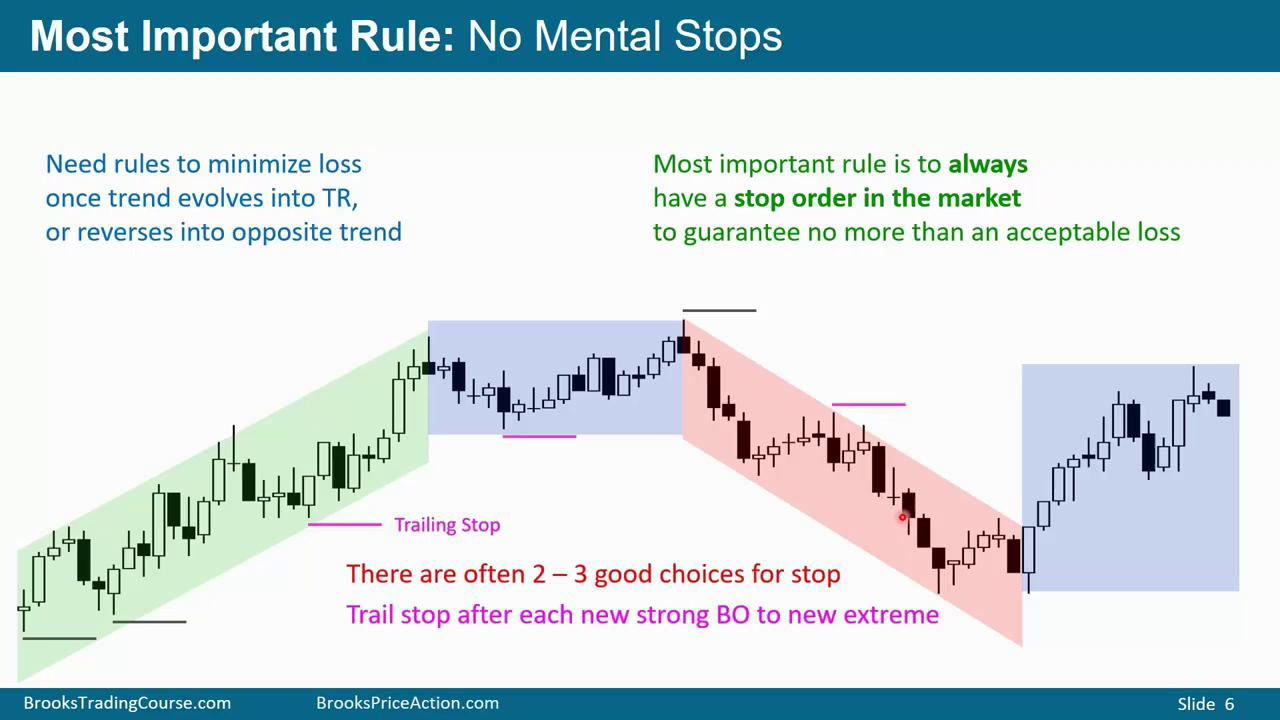 Most Important Rule: No Mental Stops
Need rules to minimize loss
once trend evolves into TR,
or reverses into opposite trend
Most important rule is to always
have a stop order in the market
to guarantee no more than an acceptable loss
Trailing Stop
There are often 2 – 3 good choices for stop
Trail stop after each new strong BO to new extreme
BrooksTradingCourse.com
BrooksPriceAction.com
Slide 6